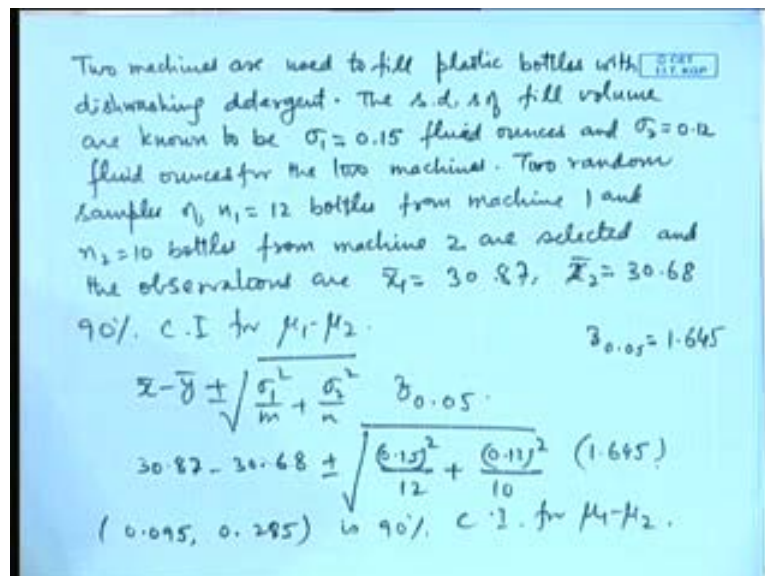 Two machines are used to fill plastic bottles with © CET I.I.T. KGP
dishwashing detergent. The s.d.s of fill volume
are known to be σ₁ = 0.15 fluid ounces and σ₂ = 0.12
fluid ounces for the two machines. Two random
samples of n₁ = 12 bottles from machine 1 and
n₂ = 10 bottles from machine 2 are selected and
the observations are x̄₁ = 30.87, x̄₂ = 30.68
90% C.I for μ₁-μ₂.
z₀.₀₅ = 1.645
x̄-ȳ ± √(σ₁²/m + σ₂²/n) z₀.₀₅.
30.87 - 30.68 ± √((0.15)²/12 + (0.12)²/10) (1.645)
(0.095, 0.285) is 90% C.I. for μ₁-μ₂.